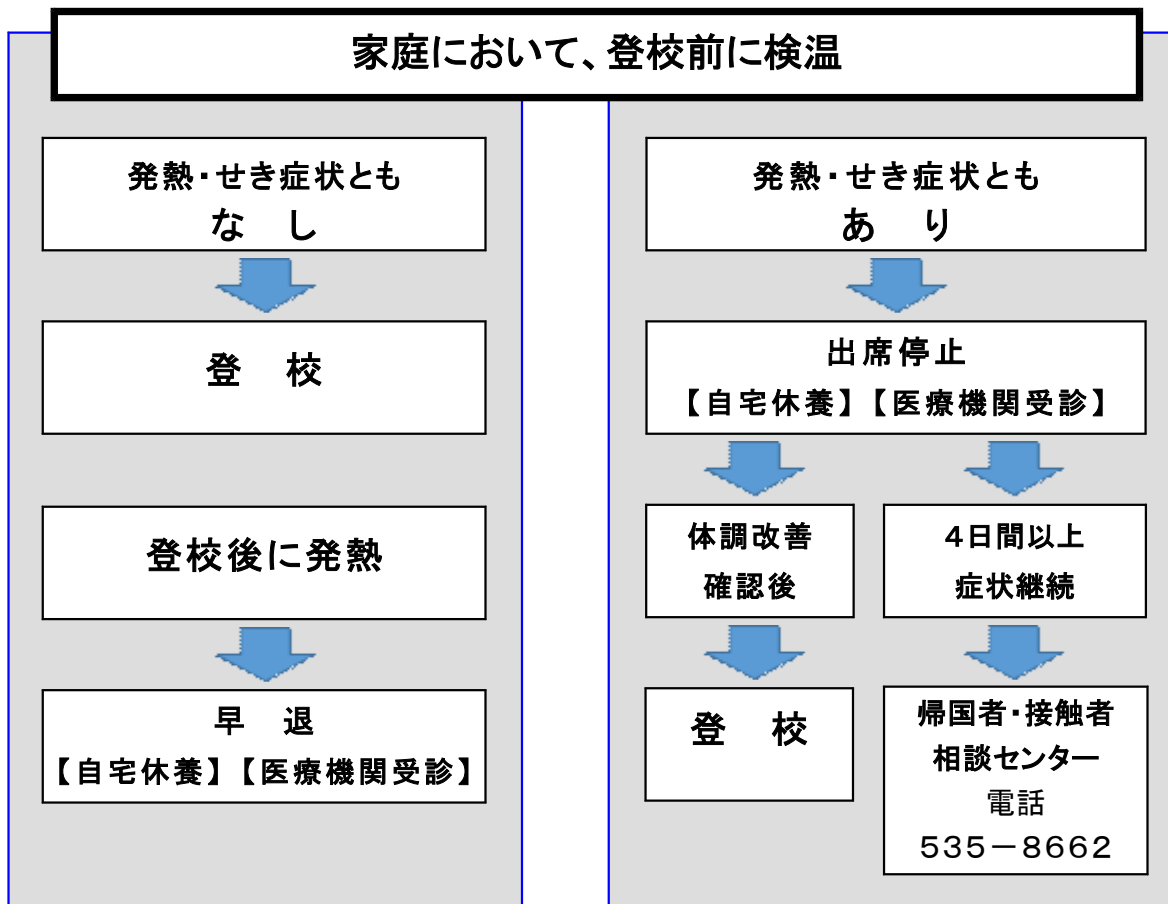 家庭において、登校前に検温
発熱・せき症状とも
な　し
登　校
登校後に発熱
早　退
【自宅休養】【医療機関受診】
発熱・せき症状とも
あ　り
出席停止
【自宅休養】【医療機関受診】
体調改善
確認後
登　校
4日間以上
症状継続
帰国者・接触者
相談センター
電話
５３５－８６６２